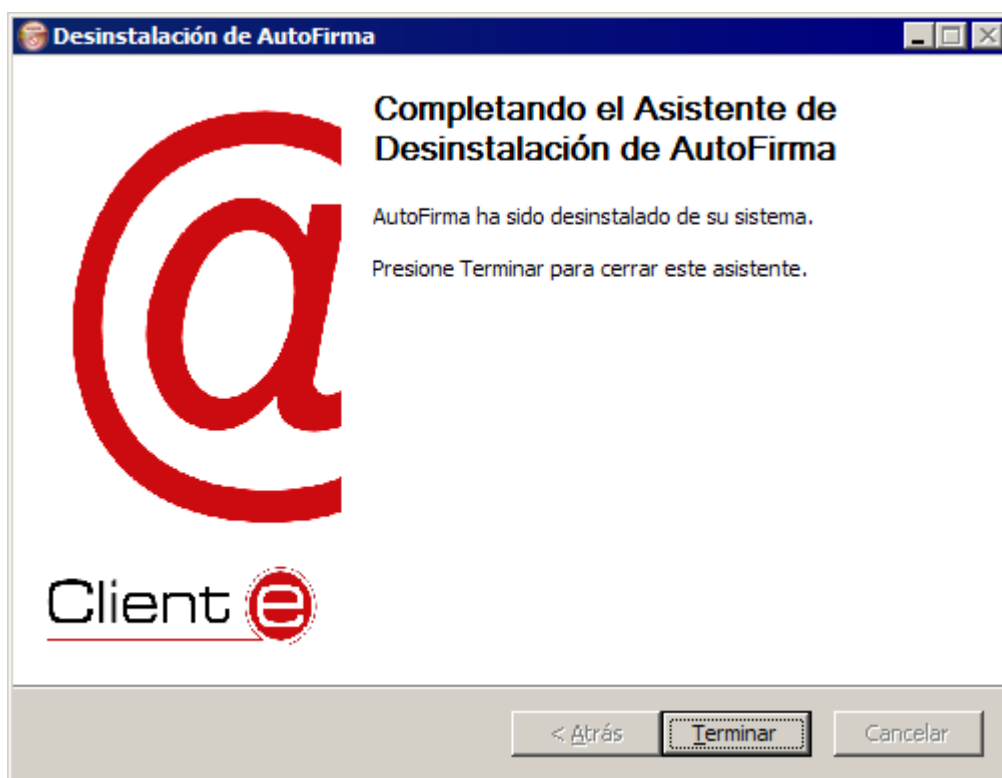 Desinstalación de AutoFirma
Completando el Asistente de
Desinstalación de AutoFirma
AutoFirma ha sido desinstalado de su sistema.
Presione Terminar para cerrar este asistente.
@
Client e
< Atrás
Terminar
Cancelar